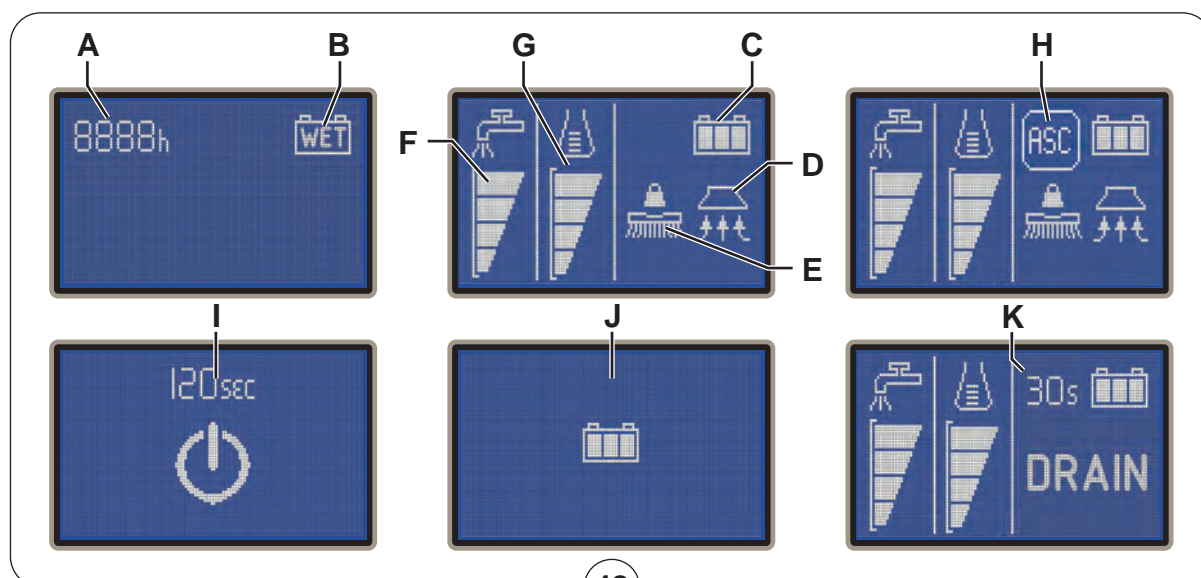 A B G C H
8888h WET
F D
ASC
E
I J K
120sec
30s
DRAIN